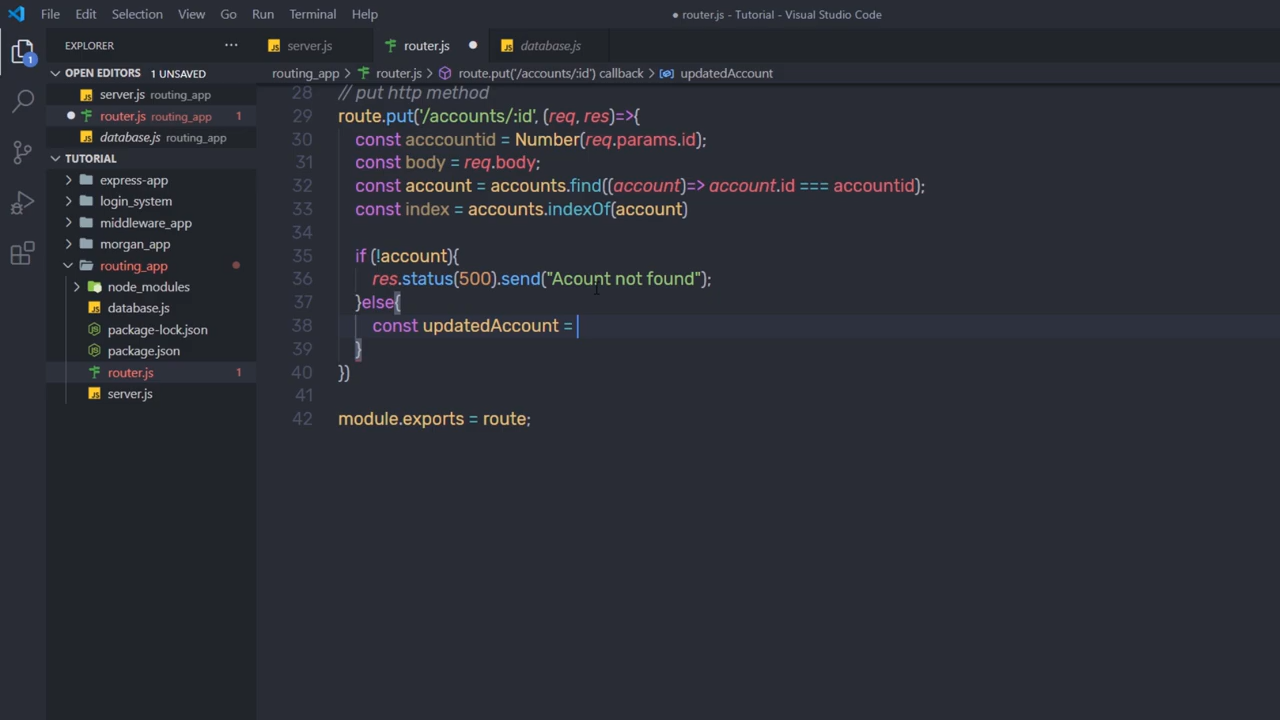 File Edit Selection View Go Run Terminal Help
● router.js - Tutorial - Visual Studio Code
1
EXPLORER ...
server.js
router.js
database.js
OPEN EDITORS 1 UNSAVED
server.js routing_app
router.js routing_app 1
database.js routing_app
TUTORIAL
express-app
login_system
middleware_app
morgan_app
routing_app
node_modules
database.js
package-lock.json
package.json
router.js 1
server.js
routing_app > router.js > route.put('/accounts/:id') callback > updatedAccount
28 // put http method
29 route.put('/accounts/:id', (req, res)=>{
30 const acccountid = Number(req.params.id);
31 const body = req.body;
32 const account = accounts.find((account)=> account.id === accountid);
33 const index = accounts.indexOf(account)
34
35 if (!account){
36 res.status(500).send("Acount not found");
37 }else{
38 const updatedAccount =
39 }
40 })
41
42 module.exports = route;